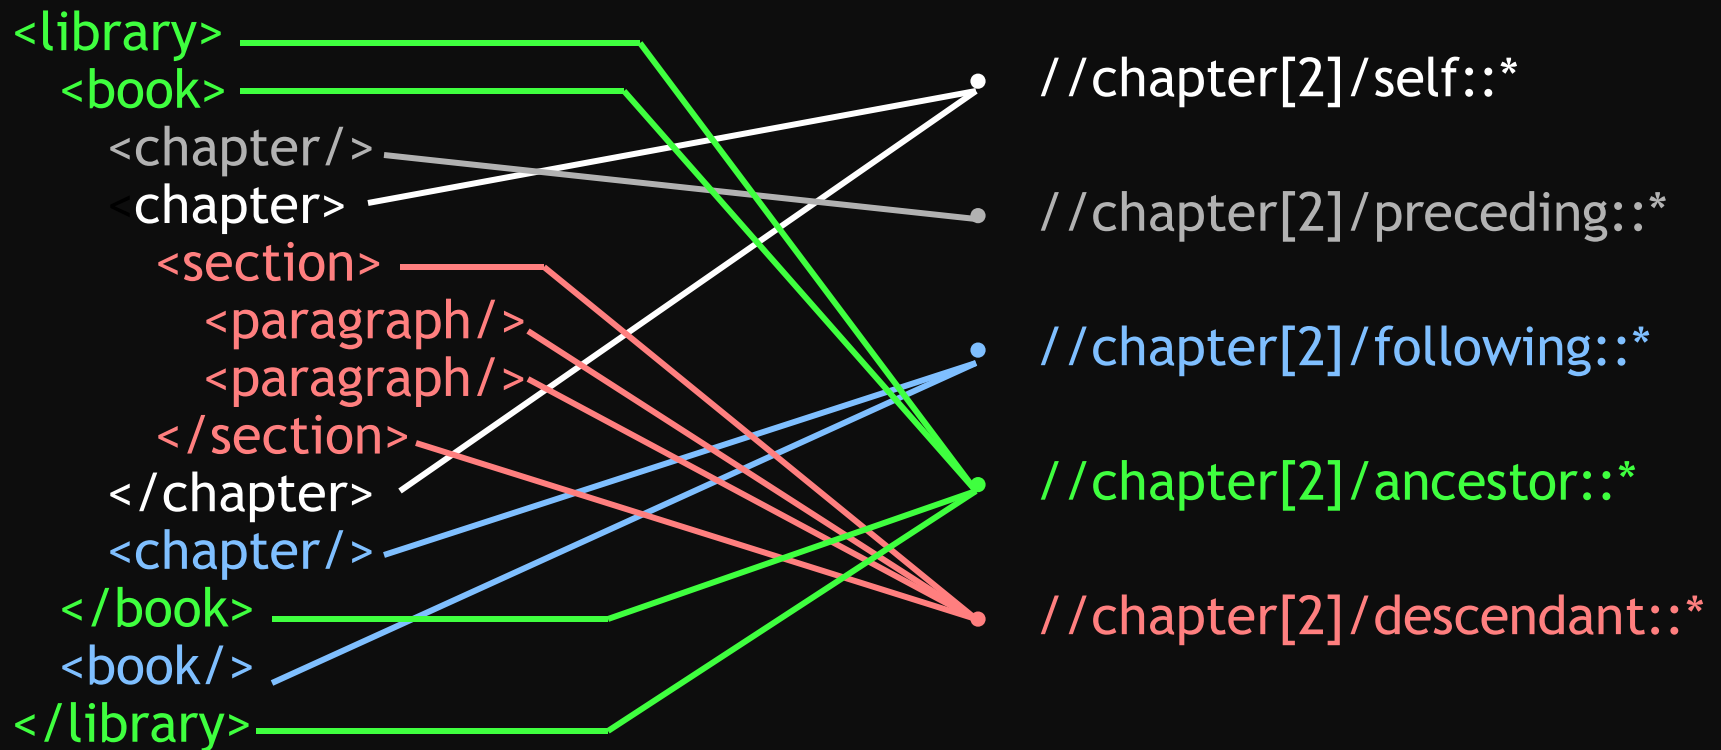 <library>
<book>
<chapter/>
<chapter>
<section>
<paragraph/>
<paragraph/>
</section>
</chapter>
<chapter/>
</book>
<book/>
</library>
//chapter[2]/self::*
//chapter[2]/preceding::*
//chapter[2]/following::*
//chapter[2]/ancestor::*
//chapter[2]/descendant::*